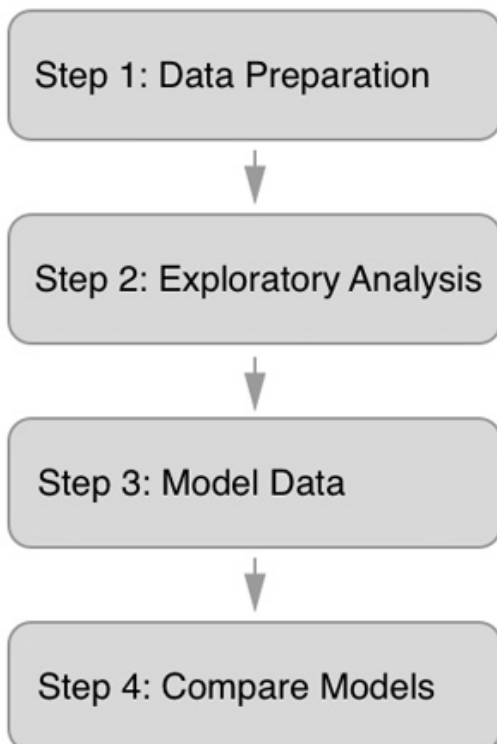 Step 1: Data Preparation
Step 2: Exploratory Analysis
Step 3: Model Data
Step 4: Compare Models